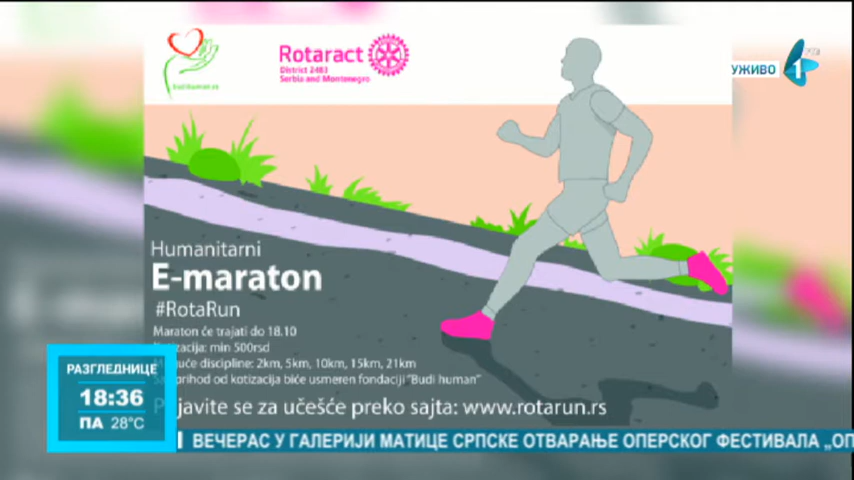 Rotaract
District 2483
Serbia and Montenegro
УЖИВО
1
Humanitarni
E-maraton
#RotaRun
Maraton će trajati do 18.10
min 500rsd
discipline: 2km, 5km, 10km, 15km, 21km
prihod od kotizacija biće usmeren fondaciji "Budi human"
se za učešće preko sajta: www.rotarun.rs
РАЗГЛЕДНИЦЕ
18:36
ПА 28°C
ВЕЧЕРАС У ГАЛЕРИЈИ МАТИЦЕ СРПСКЕ ОТВАРАЊЕ ОПЕРСКОГ ФЕСТИВАЛА „ОП